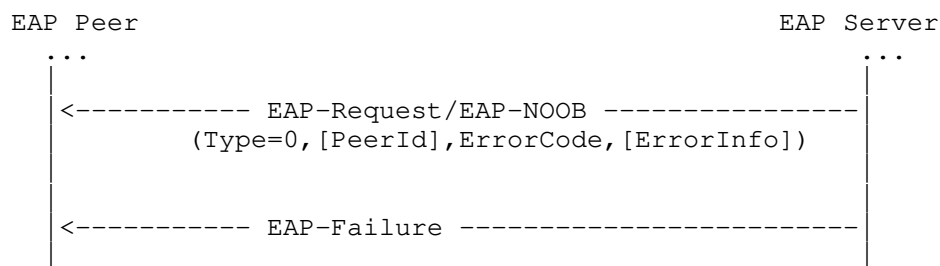 EAP Peer EAP Server
... ...
|<----------- EAP-Request/EAP-NOOB ----------------|
(Type=0,[PeerId],ErrorCode,[ErrorInfo])
|<----------- EAP-Failure -------------------------|